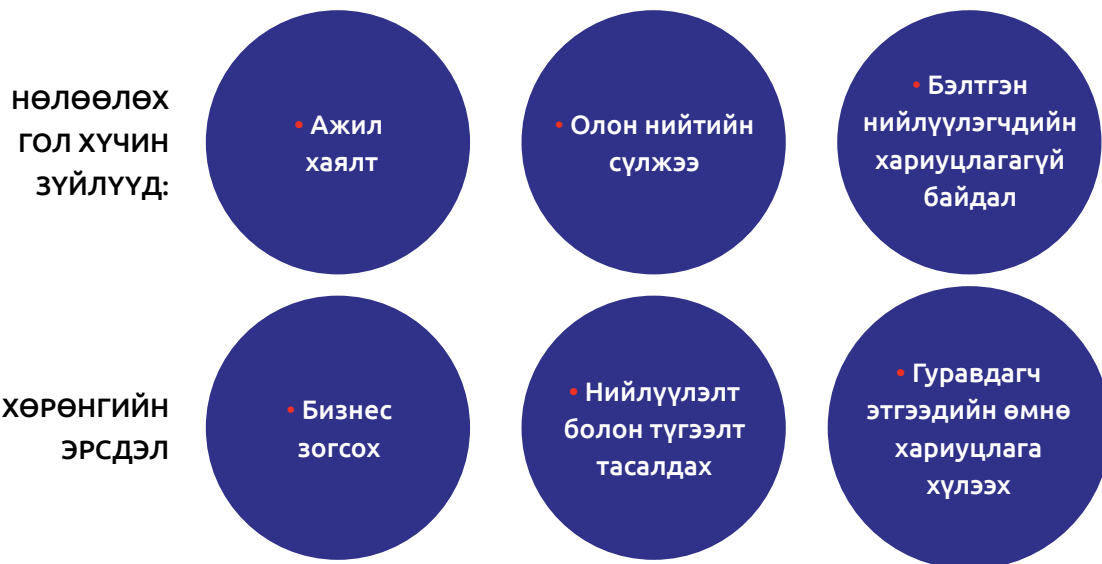 НӨЛӨӨЛӨХ
ГОЛ ХҮЧИН
ЗҮЙЛҮҮД:
• Ажил
хаялт
• Олон нийтийн
сүлжээ
• Бэлтгэн
нийлүүлэгчдийн
хариуцлагагүй
байдал
ХӨРӨНГИЙН
ЭРСДЭЛ
• Бизнес
зогсох
• Нийлүүлэлт
болон түгээлт
тасалдах
• Гуравдагч
этгээдийн өмнө
хариуцлага
хүлээх